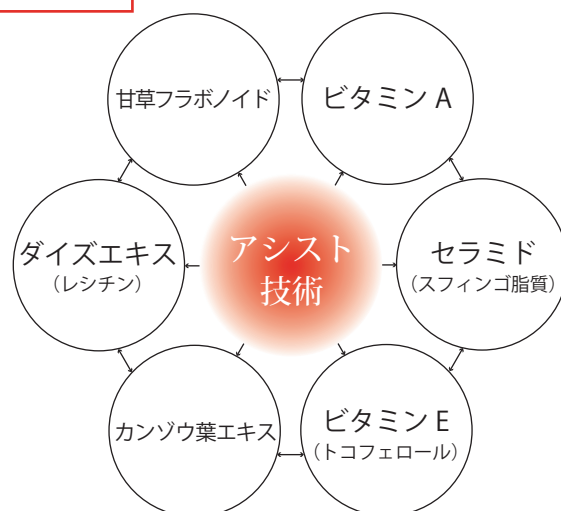 甘草フラボノイド
ビタミン A
ダイズエキス
（レシチン）
アシスト
技術
セラミド
（スフィンゴ脂質）
カンゾウ葉エキス
ビタミン E
（トコフェロール）